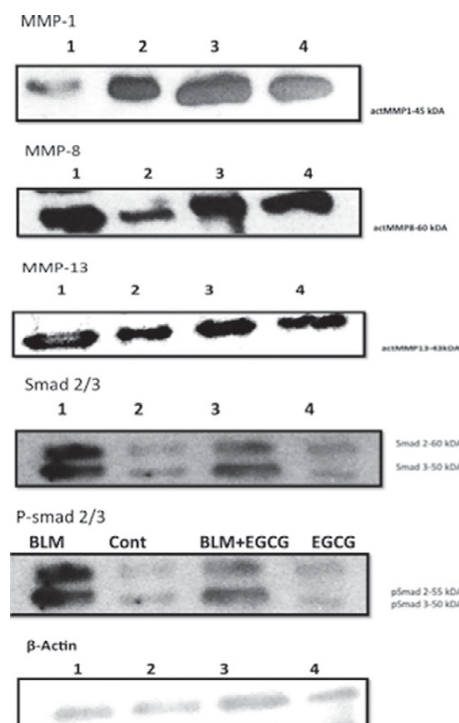 MMP-1
1 2 3 4
actMMP1-45 kDA
MMP-8
1 2 3 4
actMMP8-60 kDA
MMP-13
1 2 3 4
actMMP13-43kDA
Smad 2/3
1 2 3 4
Smad 2-60 kDA
Smad 3-50 kDA
P-smad 2/3
BLM Cont BLM+EGCG EGCG
pSmad 2-55 kDa
pSmad 3-50 kDa
β-Actin
1 2 3 4